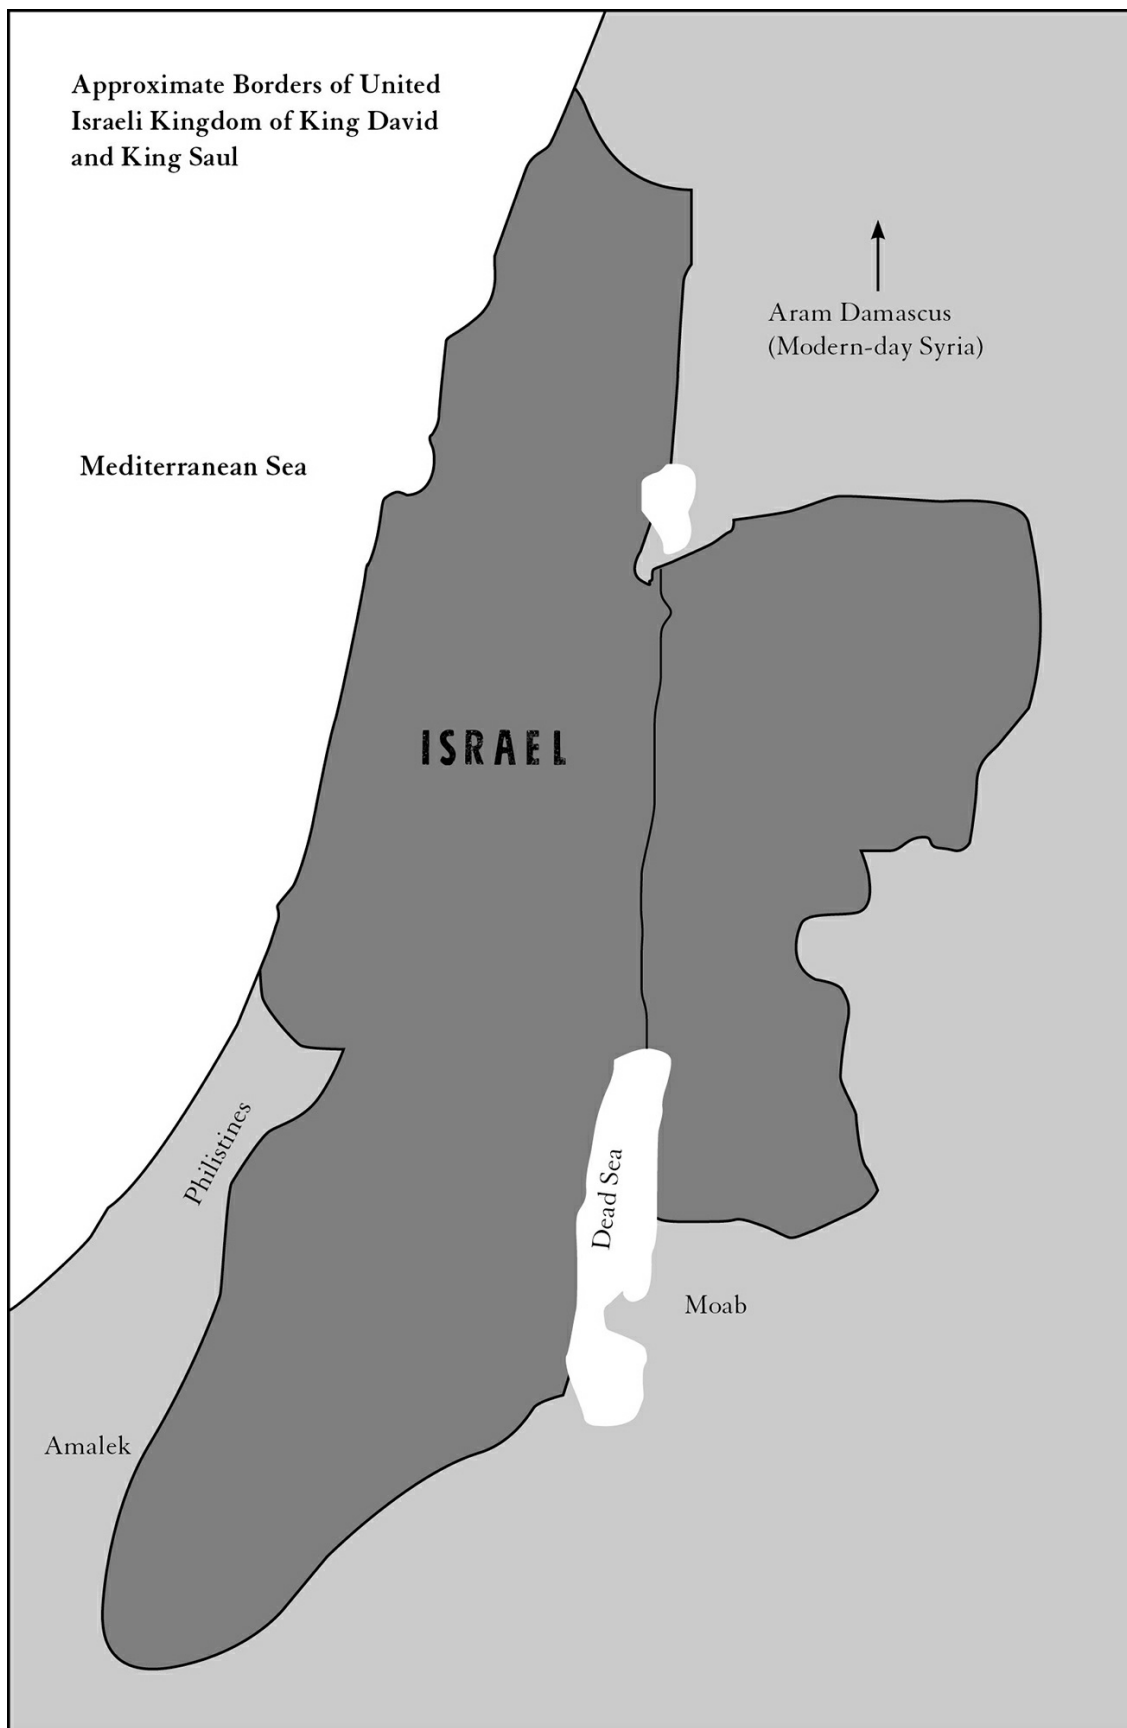 Approximate Borders of United
Israeli Kingdom of King David
and King Saul
Aram Damascus
(Modern-day Syria)
Mediterranean Sea
ISRAEL
Philistines
Dead Sea
Moab
Amalek